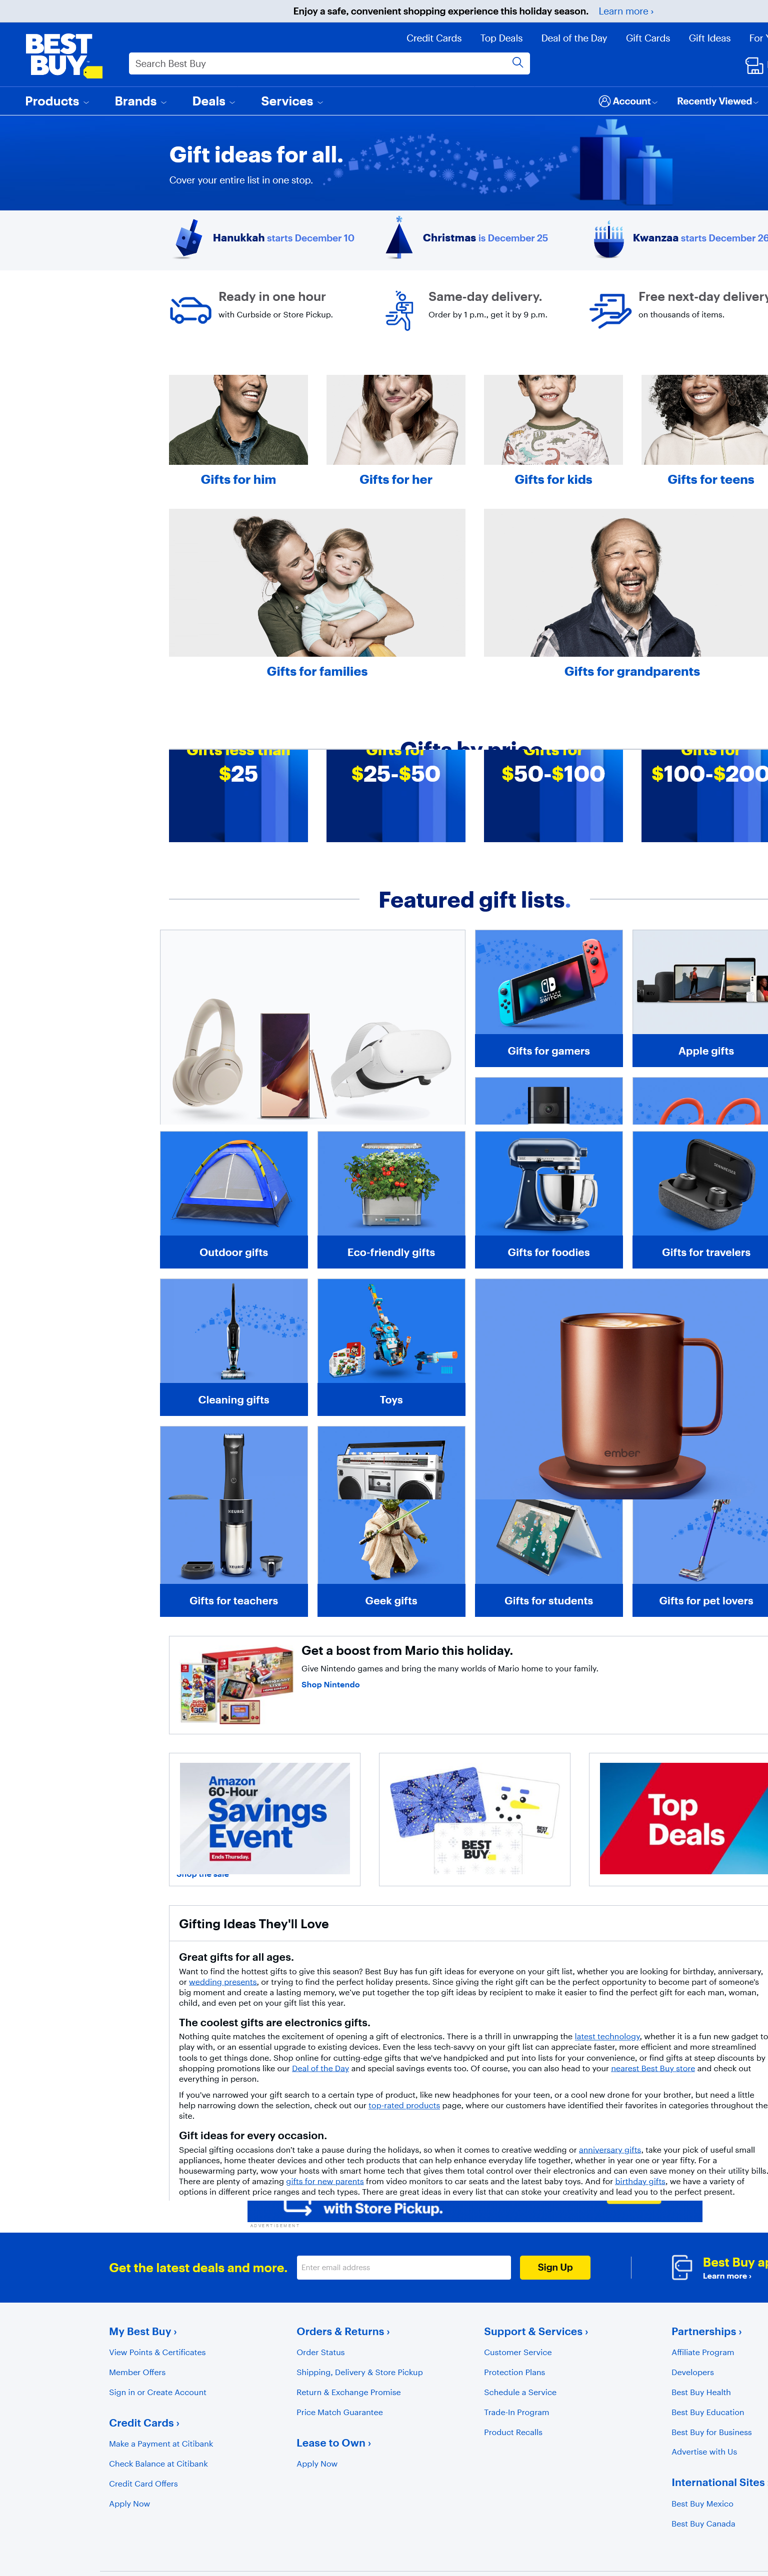 Enjoy a safe, convenient shopping experience this holiday season. Learn more ›
Credit Cards Top Deals Deal of the Day Gift Cards Gift Ideas For
BEST
BUY
Search Best Buy
Products Brands Deals Services Account Recently Viewed
Gift ideas for all.
Cover your entire list in one stop.
Hanukkah starts December 10
Christmas is December 25
Kwanzaa starts December 26
Ready in one hour
with Curbside or Store Pickup.
Same-day delivery.
Order by 1 p.m., get it by 9 p.m.
Free next-day delivery
on thousands of items.
Gifts for him
Gifts for her
Gifts for kids
Gifts for teens
Gifts for families
Gifts for grandparents
Gifts by price
Gifts less than
$25
Gifts for
$25-$50
Gifts for
$50-$100
Gifts for
$100-$200
Featured gift lists.
SWITCH
Gifts for gamers
Apple gifts
Outdoor gifts
Eco-friendly gifts
Gifts for foodies
Gifts for travelers
Cleaning gifts
Toys
ember
KEURIG
Gifts for teachers
Geek gifts
Gifts for students
Gifts for pet lovers
Get a boost from Mario this holiday.
Give Nintendo games and bring the many worlds of Mario home to your family.
Shop Nintendo
Amazon
60-Hour
Savings
Event
Ends Thursday.
Shop the sale
BEST
BUY
Top
Deals
Gifting Ideas They'll Love
Great gifts for all ages.
Want to find the hottest gifts to give this season? Best Buy has fun gift ideas for everyone on your gift list, whether you are looking for birthday, anniversary,
or wedding presents, or trying to find the perfect holiday presents. Since giving the right gift can be the perfect opportunity to become part of someone's
big moment and create a lasting memory, we've put together the top gift ideas by recipient to make it easier to find the perfect gift for each man, woman,
child, and even pet on your gift list this year.
The coolest gifts are electronics gifts.
Nothing quite matches the excitement of opening a gift of electronics. There is a thrill in unwrapping the latest technology, whether it is a fun new gadget to
play with, or an essential upgrade to existing devices. Even the less tech-savvy on your gift list can appreciate faster, more efficient and more streamlined
tools to get things done. Shop online for cutting-edge gifts that we've handpicked and put into lists for your convenience, or find gifts at steep discounts by
shopping promotions like our Deal of the Day and special savings events too. Of course, you can also head to your nearest Best Buy store and check out
everything in person.
If you've narrowed your gift search to a certain type of product, like new headphones for your teen, or a cool new drone for your brother, but need a little
help narrowing down the selection, check out our top-rated products page, where our customers have identified their favorites in categories throughout the
site.
Gift ideas for every occasion.
Special gifting occasions don't take a pause during the holidays, so when it comes to creative wedding or anniversary gifts, take your pick of useful small
appliances, home theater devices and other tech products that can help enhance everyday life together, whether in year one or year fifty. For a
housewarming party, wow your hosts with smart home tech that gives them total control over their electronics and can even save money on their utility bills.
There are plenty of amazing gifts for new parents from video monitors to car seats and the latest baby toys. And for birthday gifts, we have a variety of
options in different price ranges and tech types. There are great ideas in every list that can stoke your creativity and lead you to the perfect present.
with Store Pickup.
ADVERTISEMENT
Get the latest deals and more.
Enter email address
Sign Up
Best Buy ap
Learn more ›
My Best Buy ›
View Points & Certificates
Member Offers
Sign in or Create Account
Credit Cards ›
Make a Payment at Citibank
Check Balance at Citibank
Credit Card Offers
Apply Now
Orders & Returns ›
Order Status
Shipping, Delivery & Store Pickup
Return & Exchange Promise
Price Match Guarantee
Lease to Own ›
Apply Now
Support & Services ›
Customer Service
Protection Plans
Schedule a Service
Trade-In Program
Product Recalls
Partnerships ›
Affiliate Program
Developers
Best Buy Health
Best Buy Education
Best Buy for Business
Advertise with Us
International Sites
Best Buy Mexico
Best Buy Canada